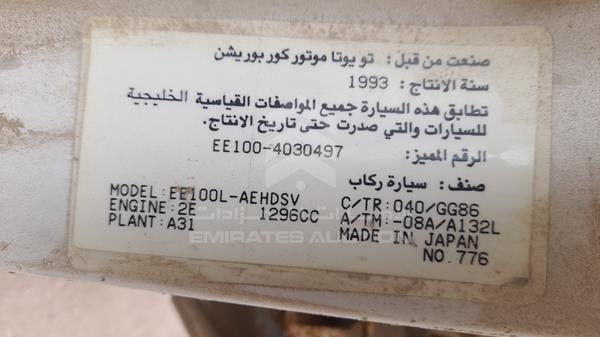 صنعت من قبل: تويوتا موتور كوربوريشن
سنة الانتاج: 1993
تطابق هذه السيارة جميع المواصفات القياسية الخليجية
للسيارات والتي صدرت حتى تاريخ الانتاج.
الرقم المميز: EE100-4030497
صنف: سيارة ركاب
MODEL: EE100L-AEHDSV C/TR: 040/GG86
ENGINE: 2E 1296CC A/TM: -08A/A132L
PLANT: A31 MADE IN JAPAN
NO. 776
EMIRATES AUCTION